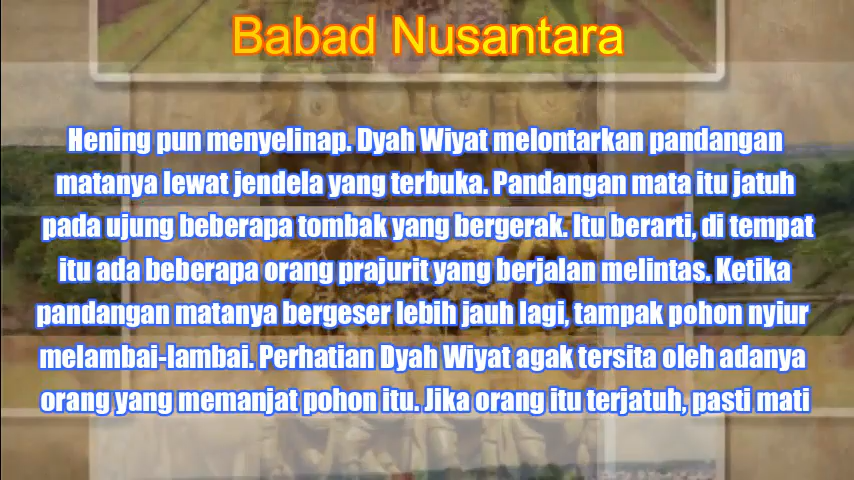 Babad Nusantara
Hening pun menyelinap. Dyah Wiyat melontarkan pandangan
matanya lewat jendela yang terbuka. Pandangan mata itu jatuh
pada ujung beberapa tombak yang bergerak. Itu berarti, di tempat
itu ada beberapa orang prajurit yang berjalan melintas. Ketika
pandangan matanya bergeser lebih jauh lagi, tampak pohon nyiur
melambai-lambai. Perhatian Dyah Wiyat agak tersita oleh adanya
orang yang memanjat pohon itu. Jika orang itu terjatuh, pasti mati